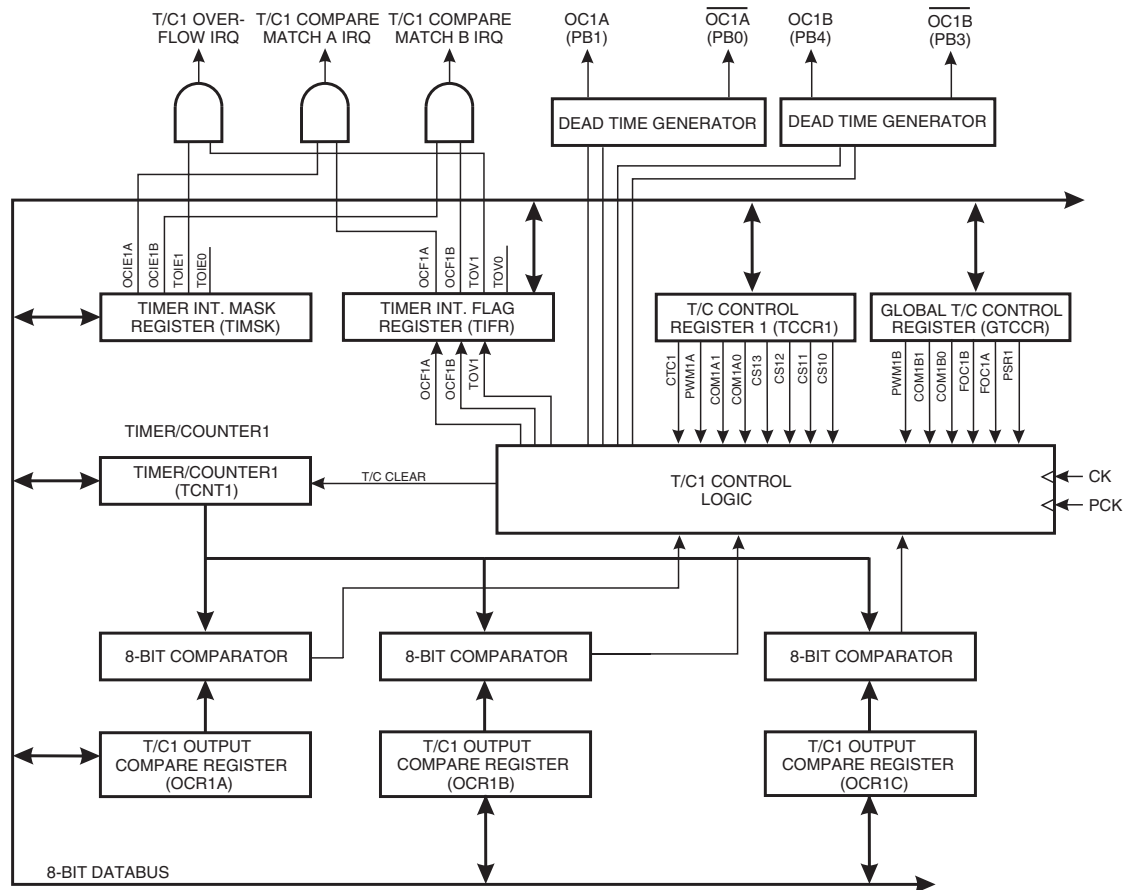 T/C1 OVER-
FLOW IRQ
T/C1 COMPARE
MATCH A IRQ
T/C1 COMPARE
MATCH B IRQ
OC1A
(PB1)
OC1A
(PB0)
OC1B
(PB4)
OC1B
(PB3)
DEAD TIME GENERATOR
DEAD TIME GENERATOR
OCIE1A
OCIE1B
TOIE1
TOIE0
OCF1A
OCF1B
TOV1
TOV0
TIMER INT. MASK
REGISTER (TIMSK)
TIMER INT. FLAG
REGISTER (TIFR)
T/C CONTROL
REGISTER 1 (TCCR1)
GLOBAL T/C CONTROL
REGISTER (GTCCR)
OCF1A
OCF1B
TOV1
CTC1
PWM1A
COM1A1
COM1A0
CS13
CS12
CS11
CS10
PWM1B
COM1B1
COM1B0
FOC1B
FOC1A
PSR1
TIMER/COUNTER1
TIMER/COUNTER1
(TCNT1)
T/C CLEAR
T/C1 CONTROL
LOGIC
CK
PCK
8-BIT COMPARATOR
8-BIT COMPARATOR
8-BIT COMPARATOR
T/C1 OUTPUT
COMPARE REGISTER
(OCR1A)
T/C1 OUTPUT
COMPARE REGISTER
(OCR1B)
T/C1 OUTPUT
COMPARE REGISTER
(OCR1C)
8-BIT DATABUS